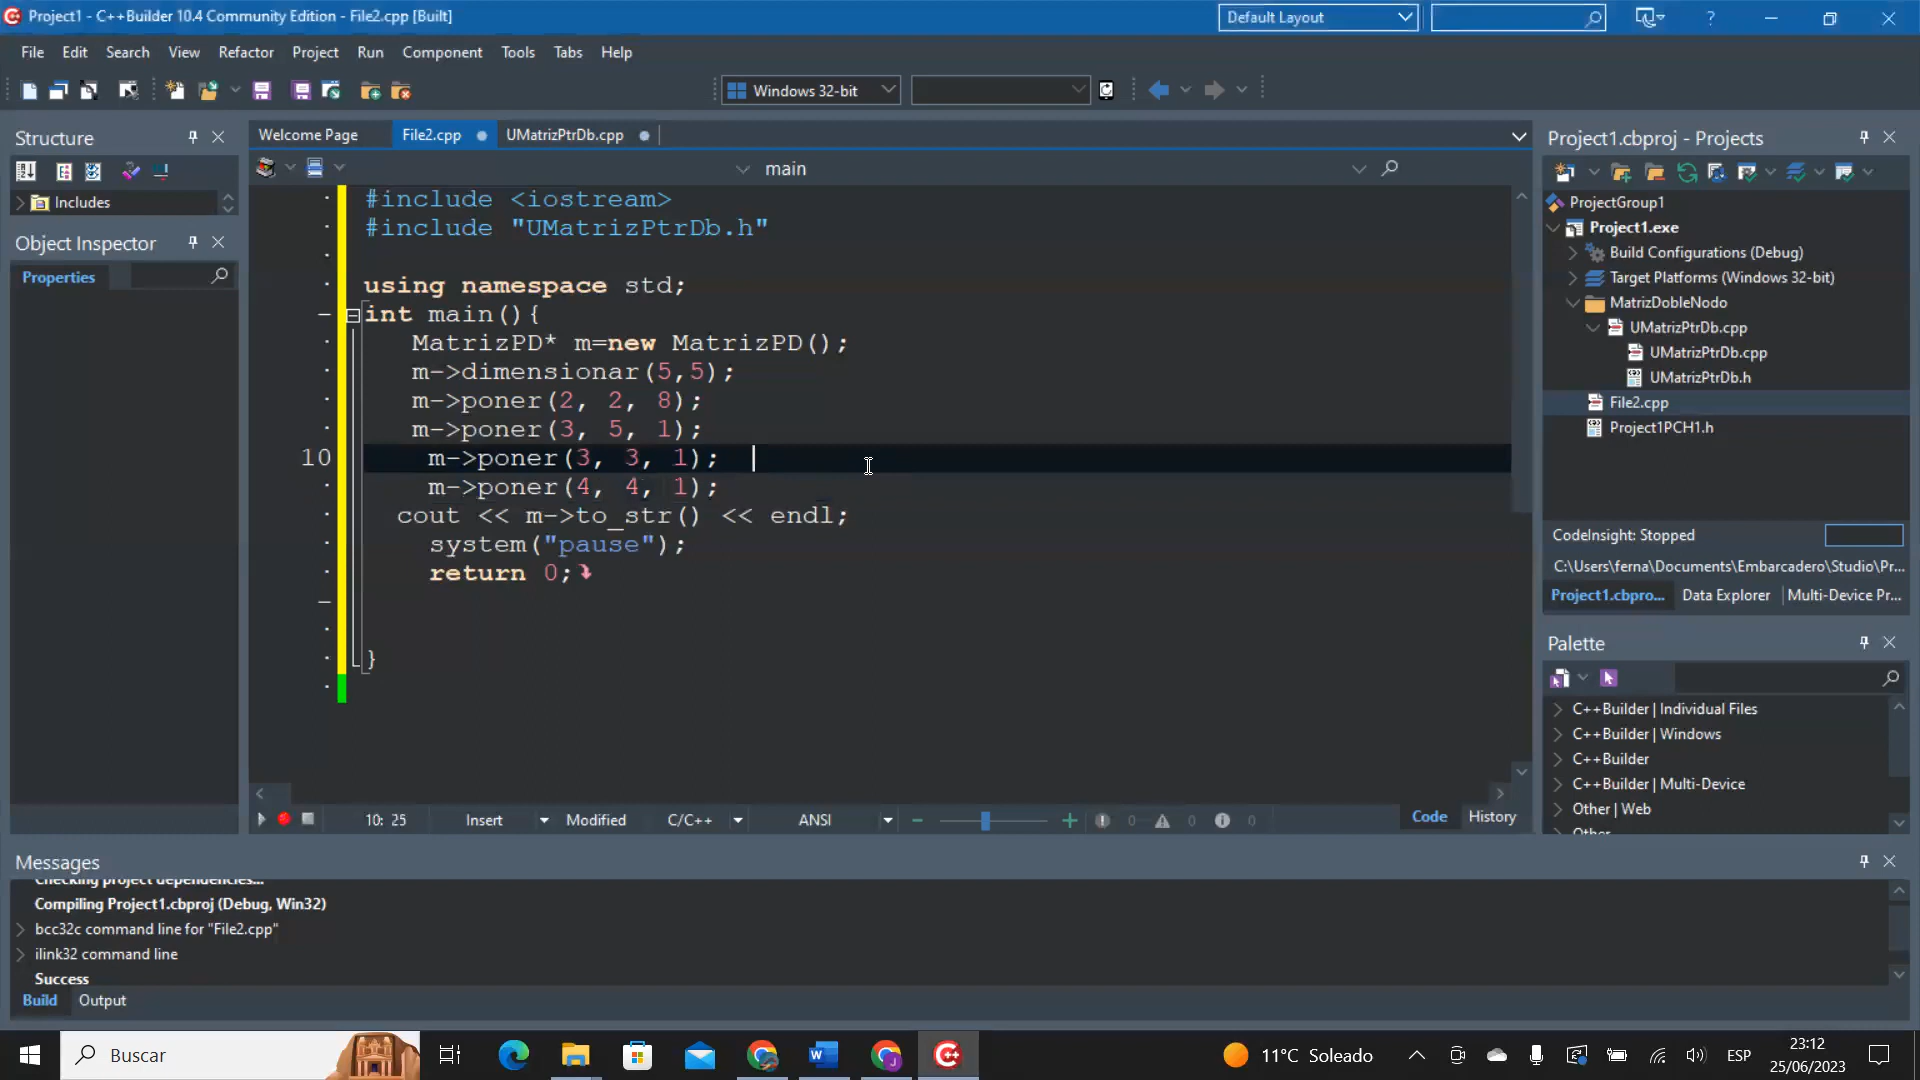 Project1 - C++Builder 10.4 Community Edition - File2.cpp [Built]
Default Layout
?
File Edit Search View Refactor Project Run Component Tools Tabs Help
Windows 32-bit
Structure
Includes
Object Inspector
Properties
Welcome Page File2.cpp UMatrizPtrDb.cpp
main
#include <iostream>
#include "UMatrizPtrDb.h"
using namespace std;
int main(){
MatrizPD* m=new MatrizPD();
m->dimensionar(5,5);
m->poner(2, 2, 8);
m->poner(3, 5, 1);
10 m->poner(3, 3, 1);
m->poner(4, 4, 1);
cout << m->to_str() << endl;
system("pause");
return 0;
}
10: 25 Insert Modified C/C++ ANSI 0 0 0 Code History
Project1.cbproj - Projects
ProjectGroup1
Project1.exe
Build Configurations (Debug)
Target Platforms (Windows 32-bit)
MatrizDobleNodo
UMatrizPtrDb.cpp
UMatrizPtrDb.cpp
UMatrizPtrDb.h
File2.cpp
Project1PCH1.h
CodeInsight: Stopped
C:\Users\ferna\Documents\Embarcadero\Studio\Pr...
Project1.cbpro... Data Explorer Multi-Device Pr...
Palette
C++Builder | Individual Files
C++Builder | Windows
C++Builder
C++Builder | Multi-Device
Other | Web
Other
Messages
Checking project dependencies...
Compiling Project1.cbproj (Debug, Win32)
bcc32c command line for "File2.cpp"
ilink32 command line
Success
Build Output
Buscar
11°C Soleado
ESP
23:12
25/06/2023